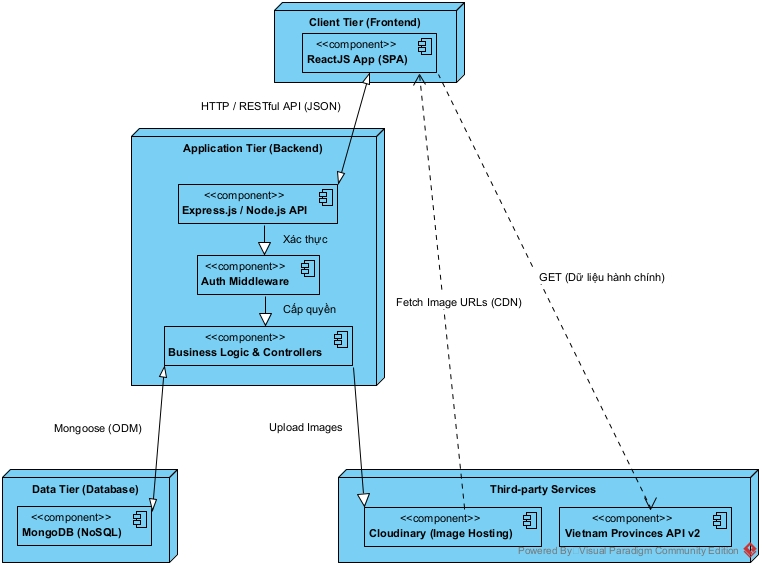 Client Tier (Frontend)
<<component>>
ReactJS App (SPA)
HTTP / RESTful API (JSON)
Application Tier (Backend)
<<component>>
Express.js / Node.js API
Xác thực
<<component>>
Auth Middleware
Cấp quyền
<<component>>
Business Logic & Controllers
GET (Dữ liệu hành chính)
Fetch Image URLs (CDN)
Mongoose (ODM)
Upload Images
Data Tier (Database)
<<component>>
MongoDB (NoSQL)
Third-party Services
<<component>>
Cloudinary (Image Hosting)
<<component>>
Vietnam Provinces API v2
Powered By: Visual Paradigm Community Edition